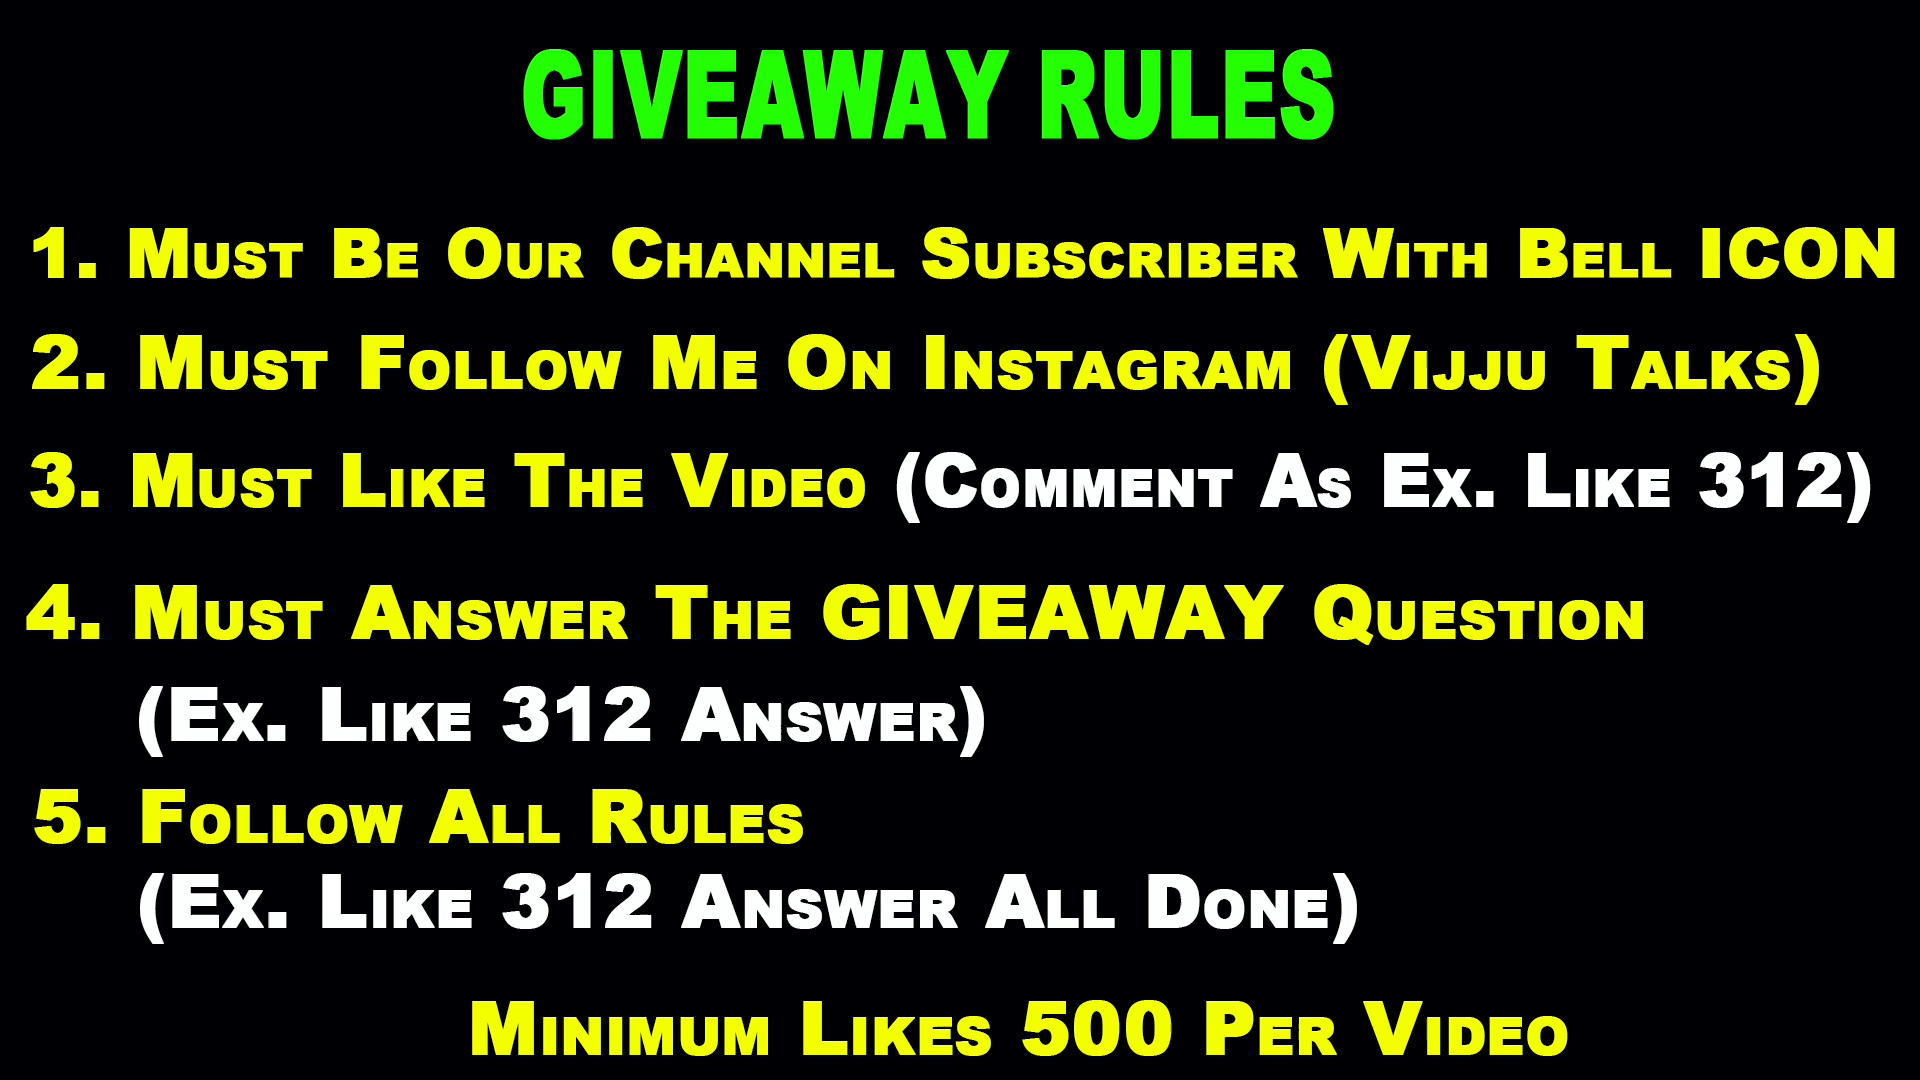 GIVEAWAY RULES
1. Must Be Our Channel Subscriber With Bell ICON
2. Must Follow Me On Instagram (Vijju Talks)
3. Must Like The Video (Comment As Ex. Like 312)
4. Must Answer The GIVEAWAY Question
(Ex. Like 312 Answer)
5. Follow All Rules
(Ex. Like 312 Answer All Done)
Minimum Likes 500 Per Video